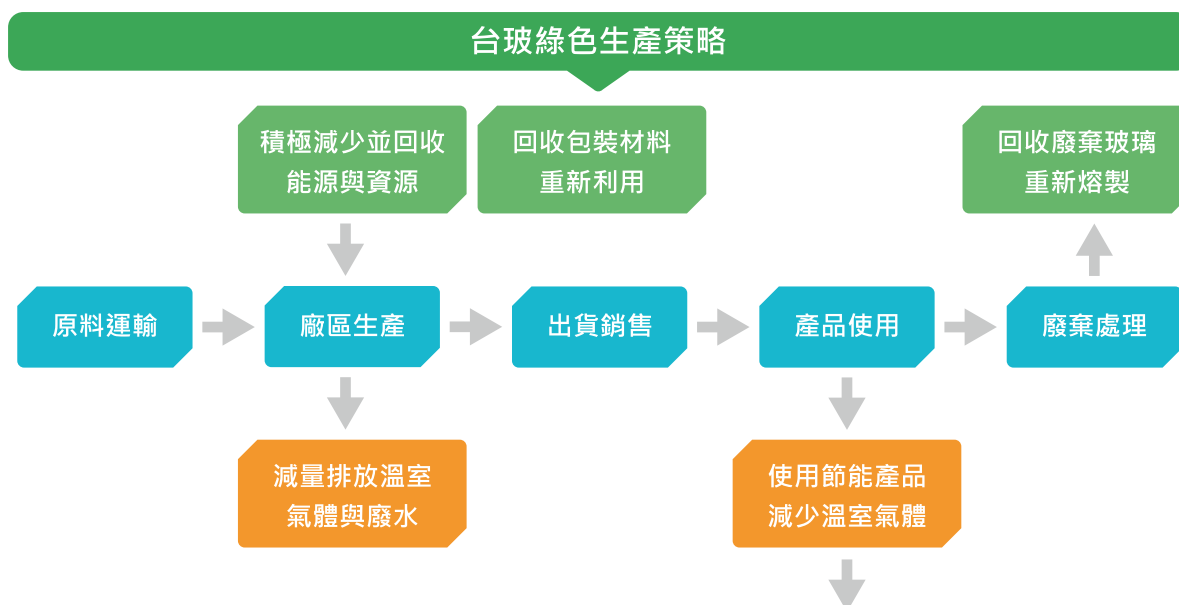 台玻綠色生產策略
積極減少並回收
能源與資源
回收包裝材料
重新利用
回收廢棄玻璃
重新熔製
原料運輸
廠區生產
出貨銷售
產品使用
廢棄處理
減量排放溫室
氣體與廢水
使用節能產品
減少溫室氣體